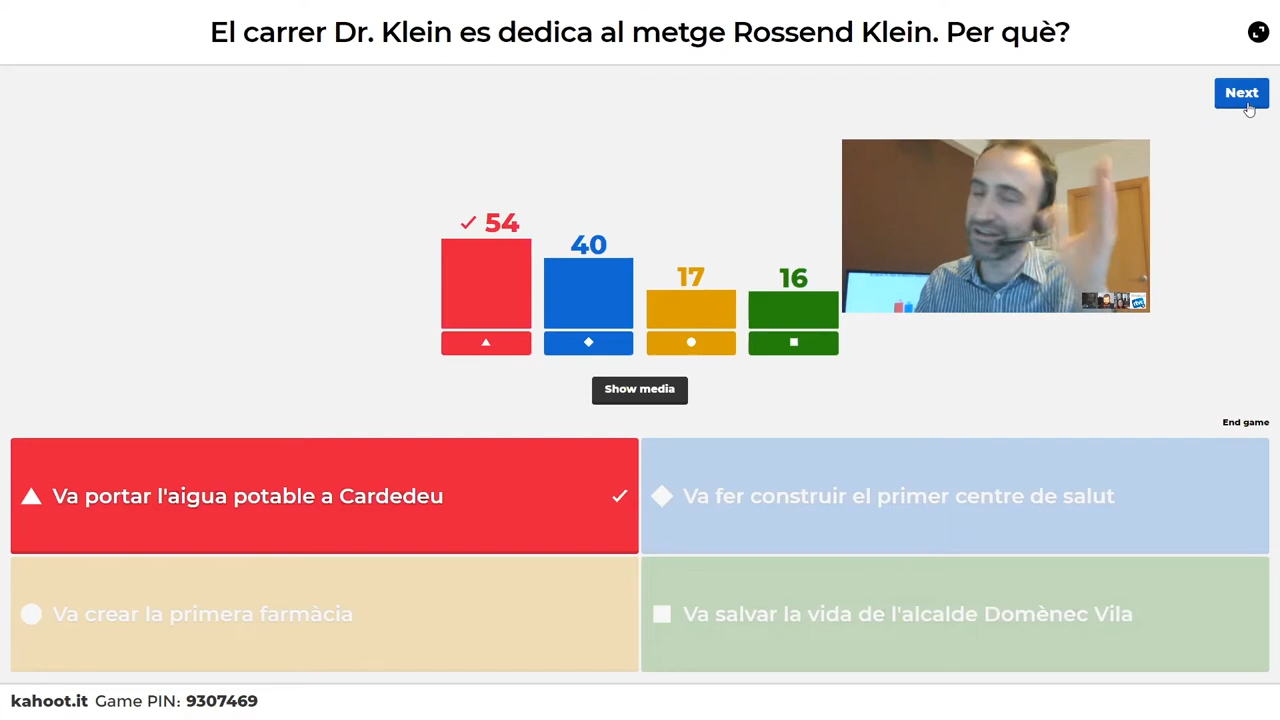 El carrer Dr. Klein es dedica al metge Rossend Klein. Per què?
Next
54
40
17
16
Show media
End game
Va portar l'aigua potable a Cardedeu
Va fer construir el primer centre de salut
Va crear la primera farmàcia
Va salvar la vida de l'alcalde Domènec Vila
kahoot.it Game PIN: 9307469